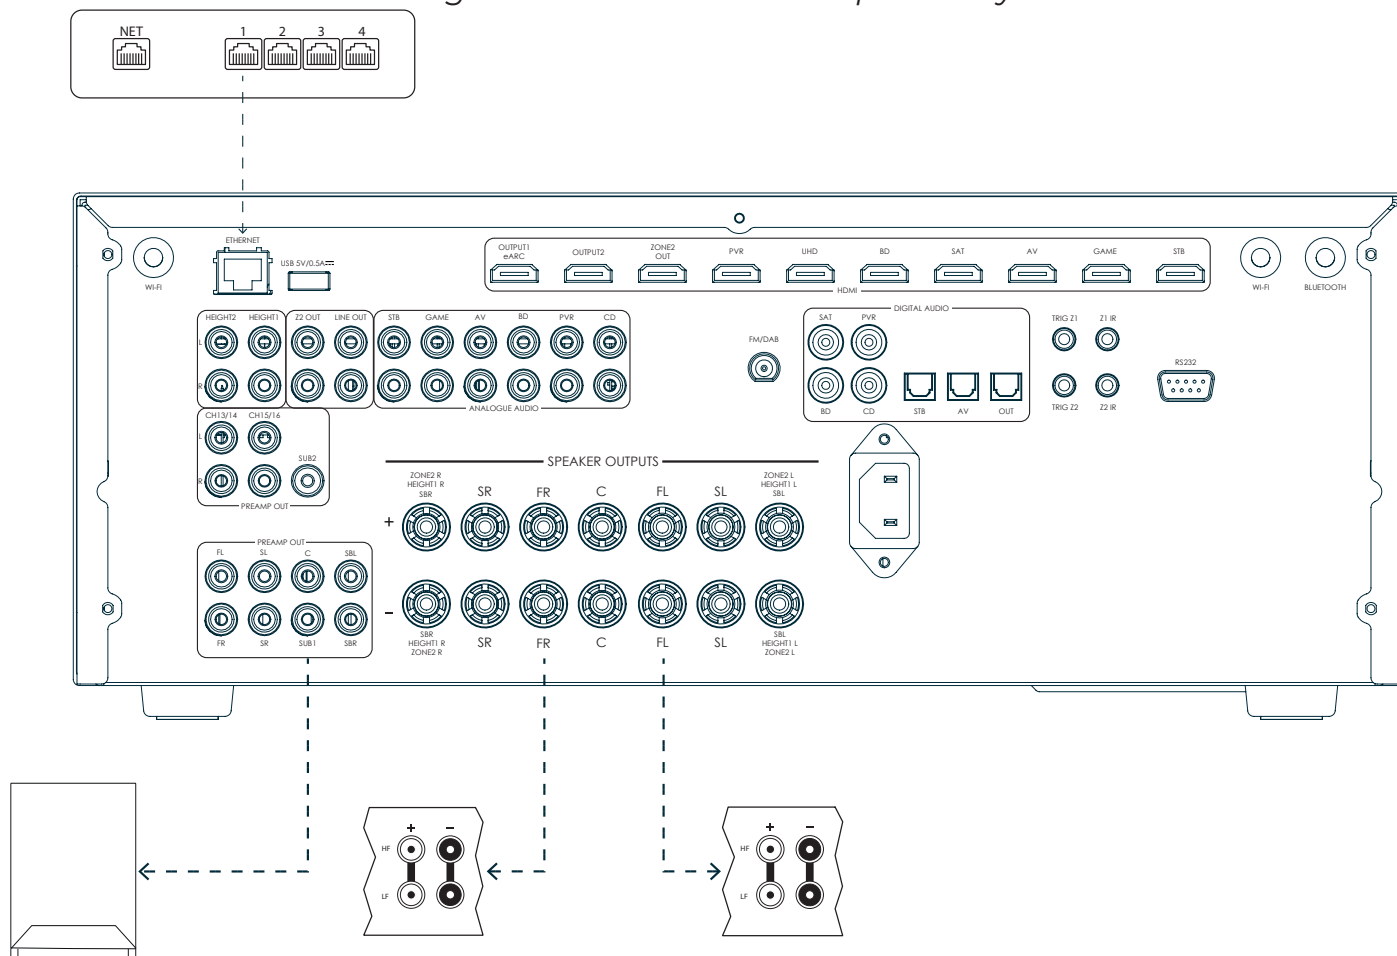 NET
1 2 3 4
ETHERNET
USB 5V/0.5A
WI-FI
OUTPUT1
eARC
OUTPUT2
ZONE2
OUT
PVR
UHD
BD
SAT
AV
GAME
STB
HDMI
WI-FI
BLUETOOTH
HEIGHT2 HEIGHT1
L
R
Z2 OUT LINE OUT
STB GAME AV BD PVR CD
ANALOGUE AUDIO
FM/DAB
DIGITAL AUDIO
SAT PVR
BD CD STB AV OUT
TRIG Z1 Z1 IR
TRIG Z2 Z2 IR
RS232
CH13/14 CH15/16
L
R
SUB2
PREAMP OUT
SPEAKER OUTPUTS
ZONE2 R
HEIGHT1 R
SBR
SR FR C FL SL
ZONE2 L
HEIGHT1 L
SBL
+
–
SBR
HEIGHT1 R
ZONE2 R
SR FR C FL SL
SBL
HEIGHT1 L
ZONE2 L
PREAMP OUT
FL SL C SBL
FR SR SUB1 SBR
+ –
HF
LF
+ –
HF
LF